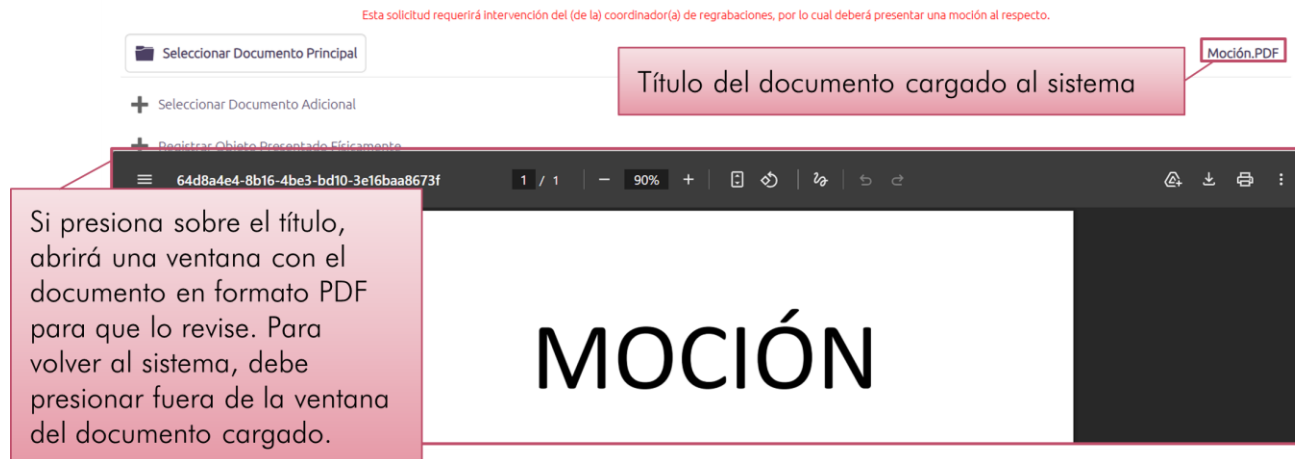 Esta solicitud requerirá intervención del (de la) coordinador(a) de regrabaciones, por lo cual deberá presentar una moción al respecto.
Seleccionar Documento Principal
Moción.PDF
Título del documento cargado al sistema
Seleccionar Documento Adicional
Registrar Objeto Presentado Físicamente
64d8a4e4-8b16-4be3-bd10-3e16baa8673f
1 / 1
90%
Si presiona sobre el título,
abrirá una ventana con el
documento en formato PDF
para que lo revise. Para
volver al sistema, debe
presionar fuera de la ventana
del documento cargado.
MOCIÓN